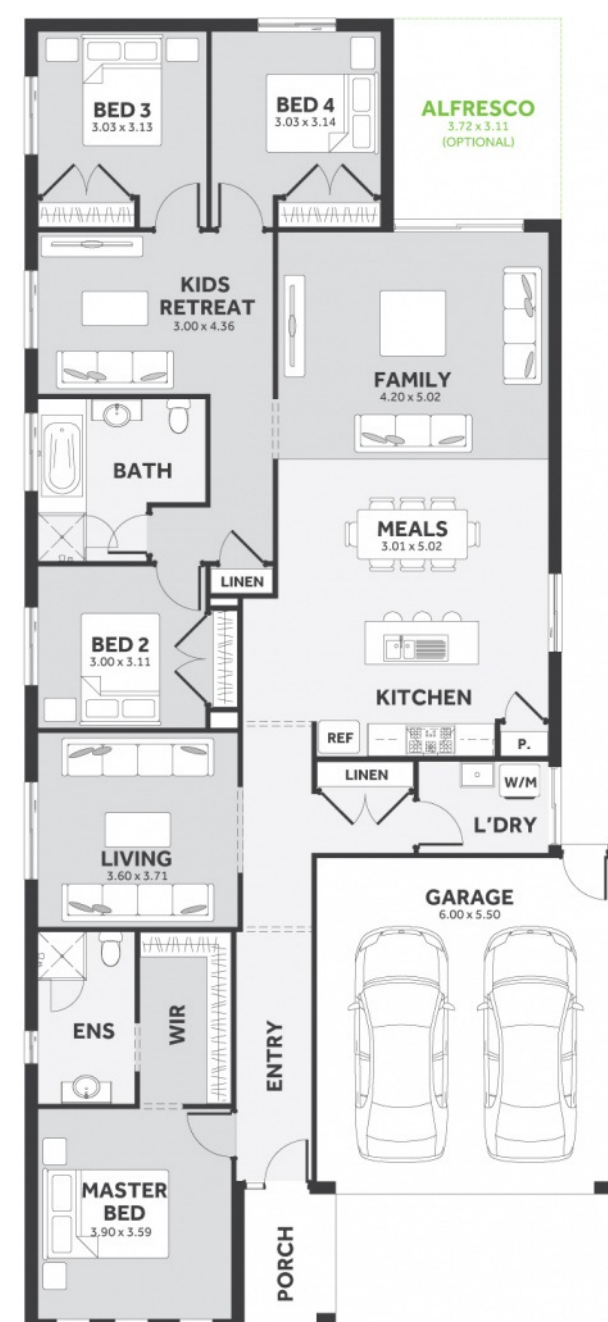 BED 3
3.03 x 3.13
BED 4
3.03 x 3.14
ALFRESCO
3.72 x 3.11
(OPTIONAL)
KIDS
RETREAT
3.00 x 4.36
FAMILY
4.20 x 5.02
BATH
MEALS
3.01 x 5.02
LINEN
BED 2
3.00 x 3.11
KITCHEN
REF
P.
LINEN
W/M
L'DRY
LIVING
3.60 x 3.71
GARAGE
6.00 x 5.50
ENS
WIR
ENTRY
MASTER
BED
3.90 x 3.59
PORCH